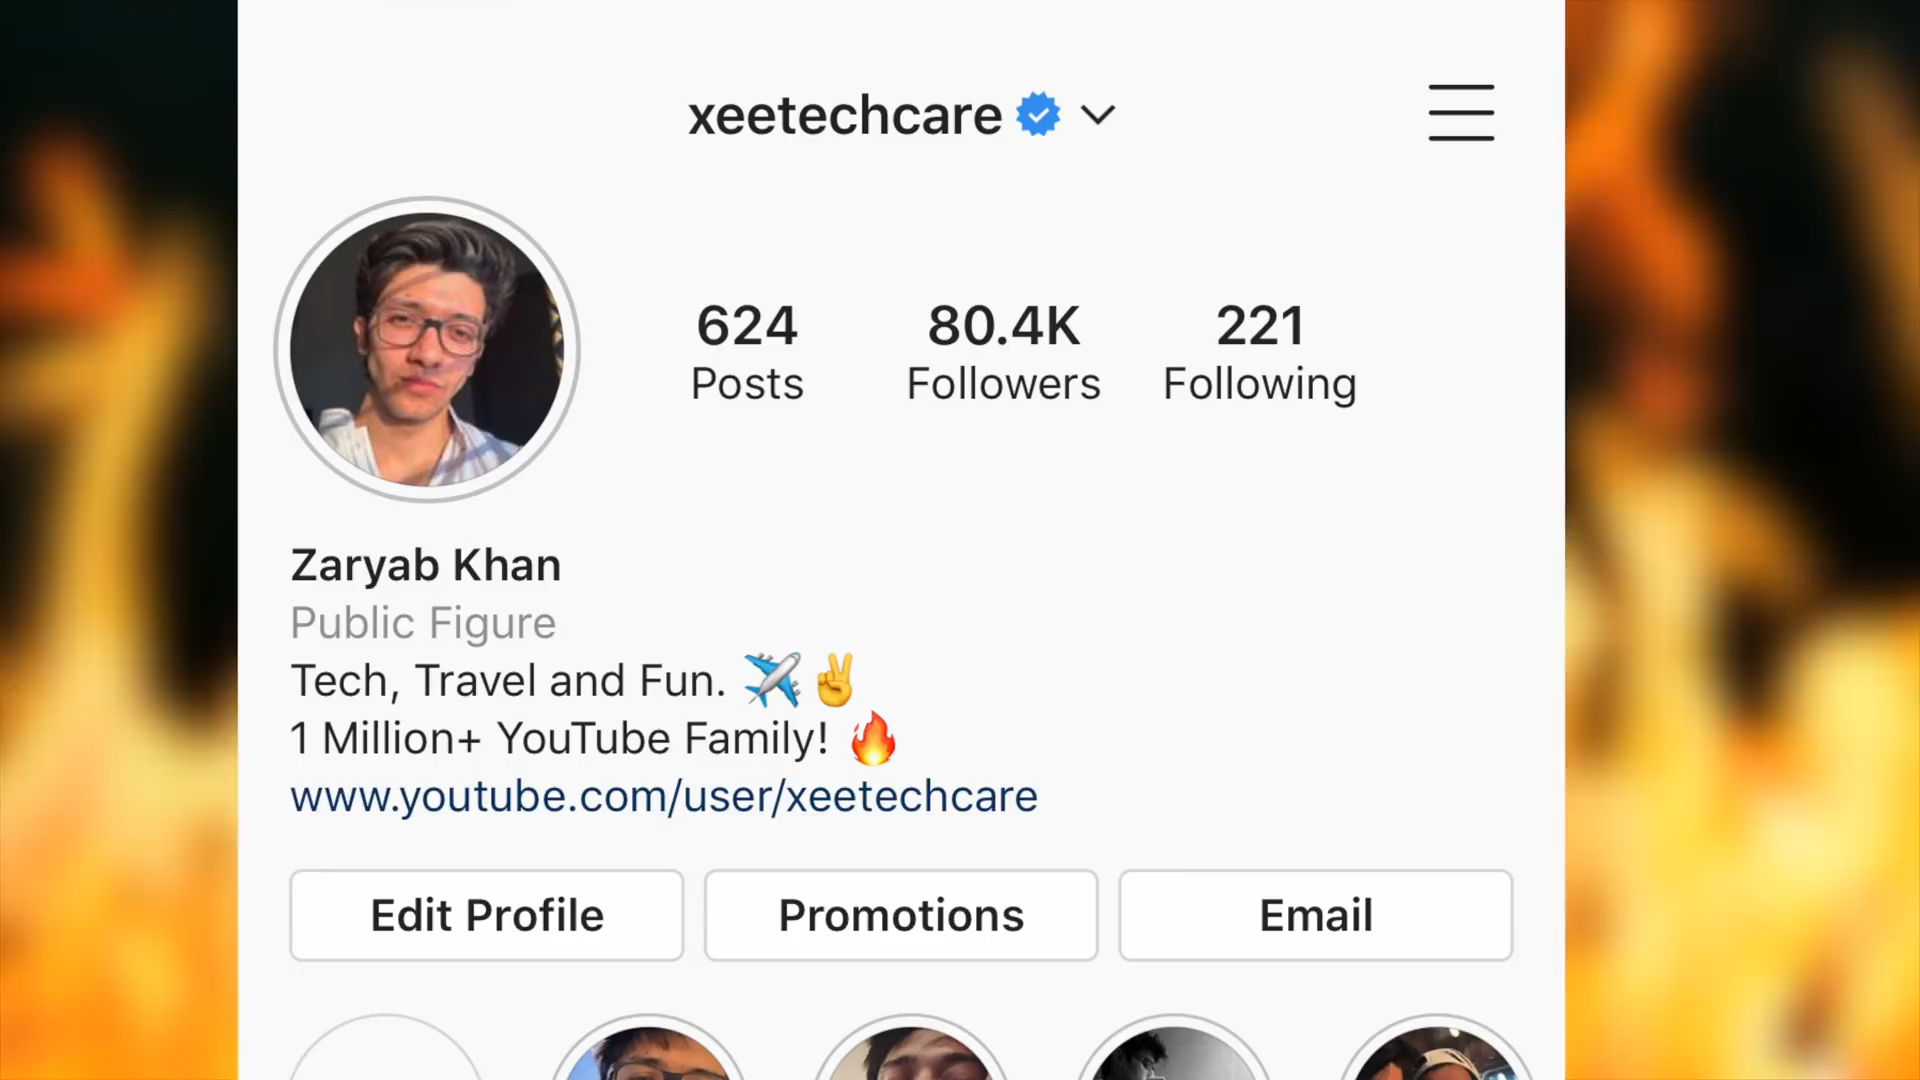 xeetechcare
624 80.4K 221
Posts Followers Following
Zaryab Khan
Public Figure
Tech, Travel and Fun. ✈️✌️
1 Million+ YouTube Family! 🔥
www.youtube.com/user/xeetechcare
Edit Profile Promotions Email